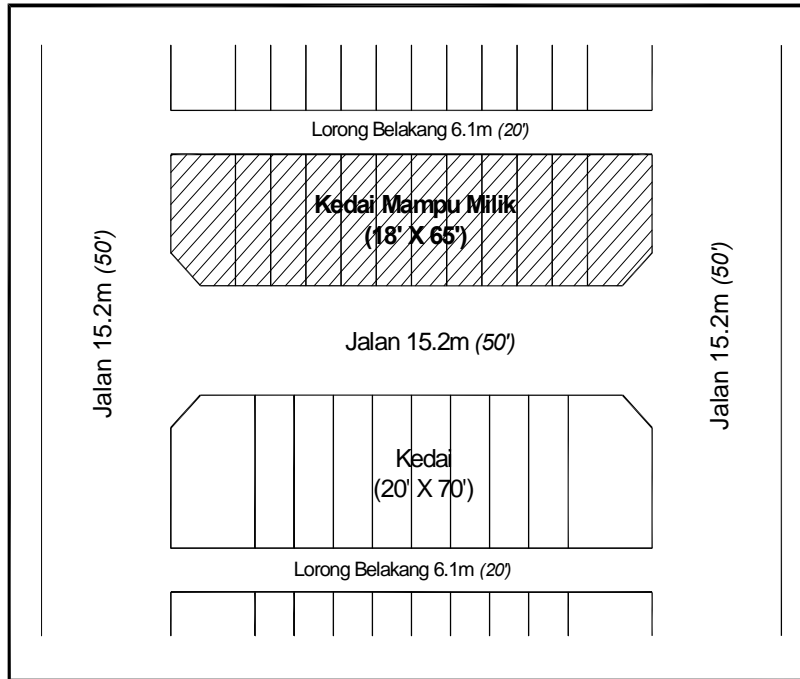 Lorong Belakang 6.1m (20')
Kedai Mampu Milik
(18' X 65')
Jalan 15.2m (50')
Jalan 15.2m (50')
Jalan 15.2m (50')
Kedai
(20' X 70')
Lorong Belakang 6.1m (20')